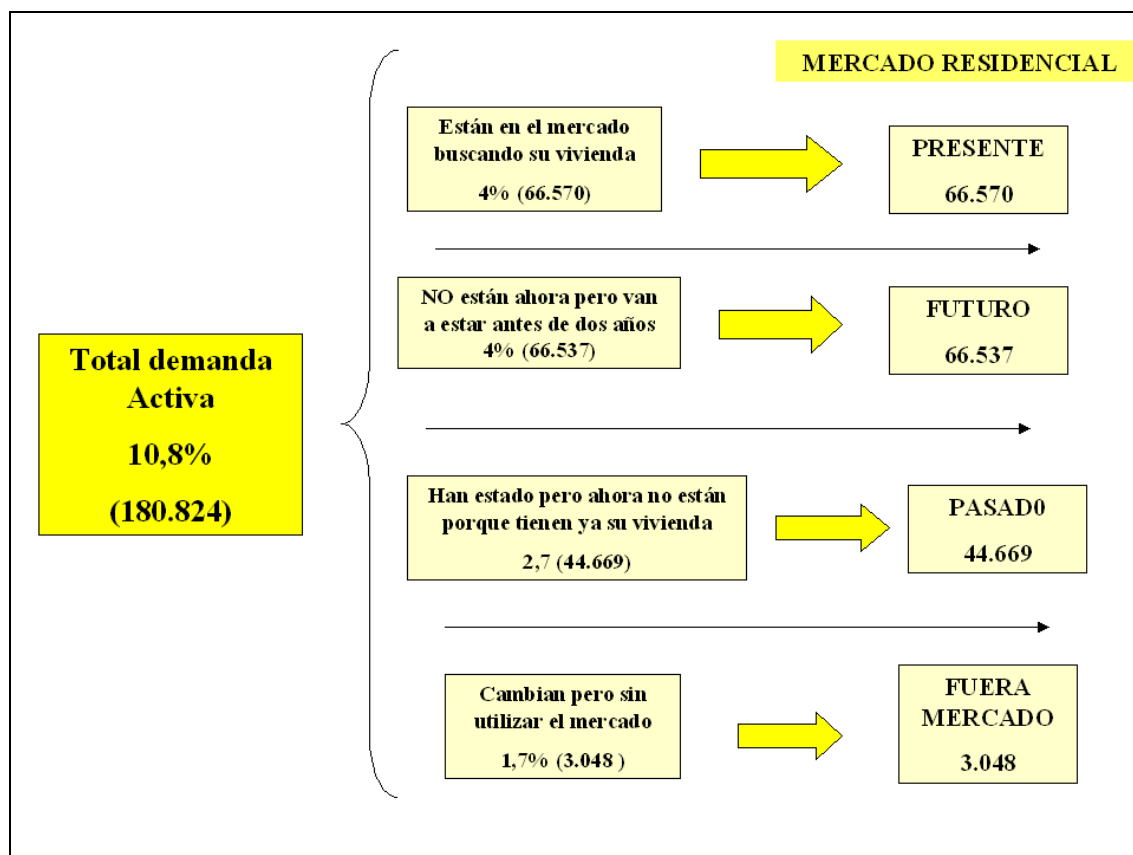 MERCADO RESIDENCIAL
Están en el mercado
buscando su vivienda
4% (66.570)
PRESENTE
66.570
NO están ahora pero van
a estar antes de dos años
4% (66.537)
FUTURO
66.537
Total demanda
Activa
10,8%
(180.824)
Han estado pero ahora no están
porque tienen ya su vivienda
2,7 (44.669)
PASAD0
44.669
Cambian pero sin
utilizar el mercado
1,7% (3.048 )
FUERA
MERCADO
3.048